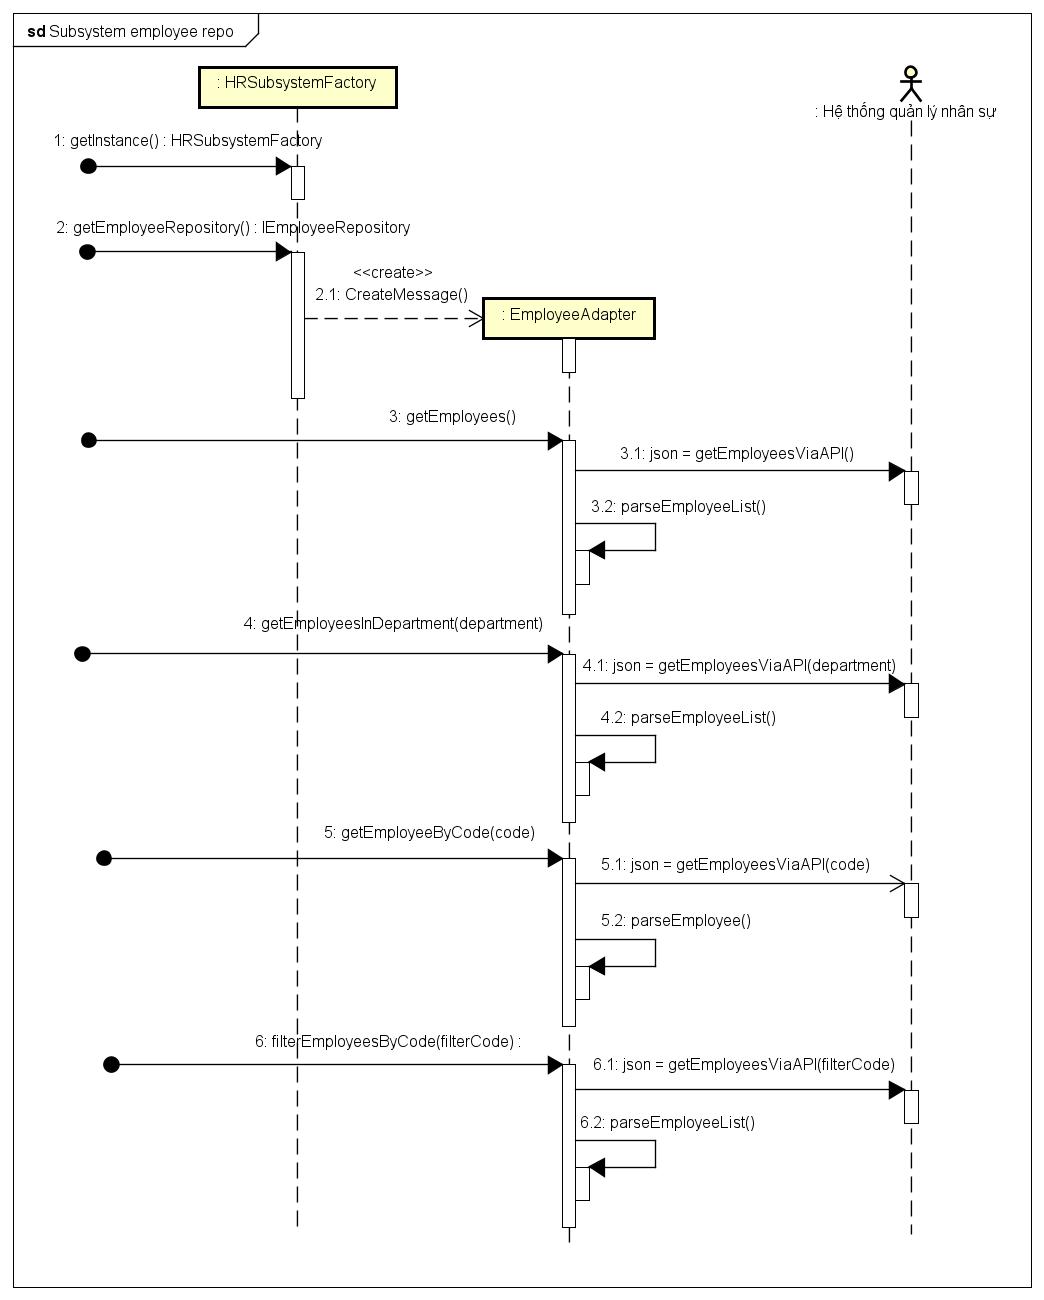 sd Subsystem employee repo
: HRSubsystemFactory
: Hệ thống quản lý nhân sự
1: getInstance() : HRSubsystemFactory
2: getEmployeeRepository() : IEmployeeRepository
<<create>>
2.1: CreateMessage()
: EmployeeAdapter
3: getEmployees()
3.1: json = getEmployeesViaAPI()
3.2: parseEmployeeList()
4: getEmployeesInDepartment(department)
4.1: json = getEmployeesViaAPI(department)
4.2: parseEmployeeList()
5: getEmployeeByCode(code)
5.1: json = getEmployeesViaAPI(code)
5.2: parseEmployee()
6: filterEmployeesByCode(filterCode) :
6.1: json = getEmployeesViaAPI(filterCode)
6.2: parseEmployeeList()